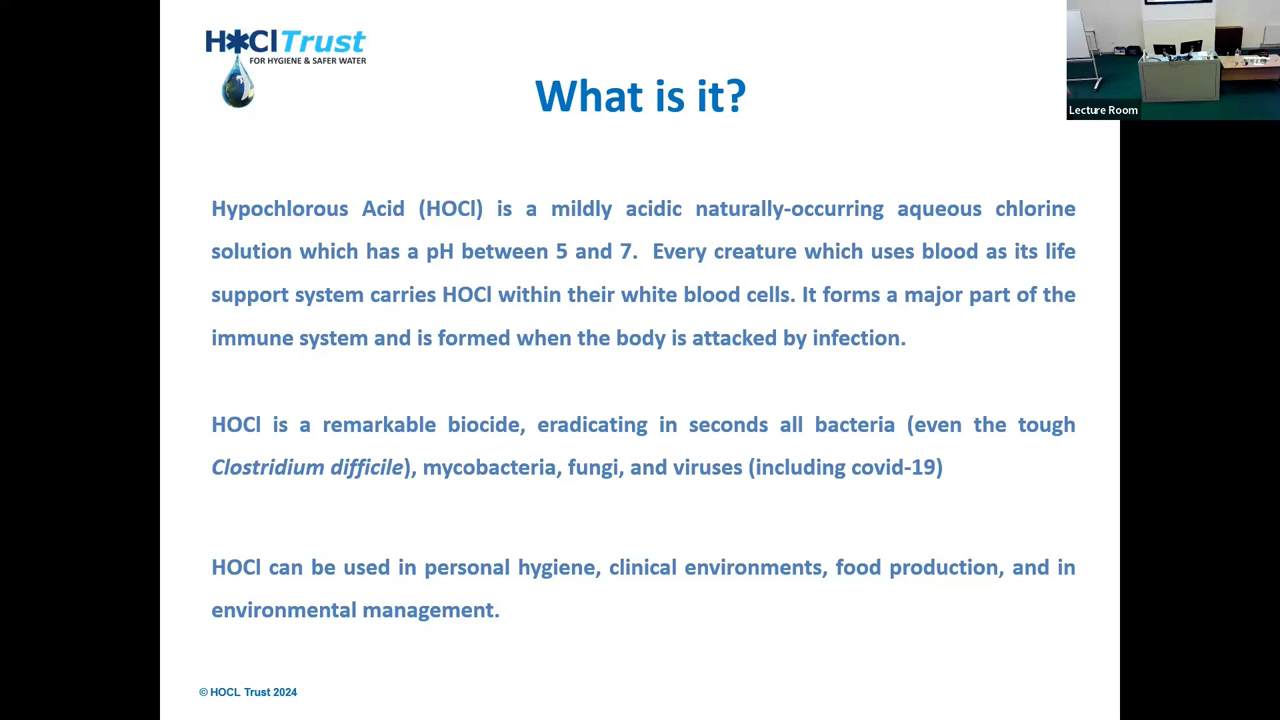 H*Cl Trust
FOR HYGIENE & SAFER WATER
What is it?
Lecture Room
Hypochlorous Acid (HOCl) is a mildly acidic naturally-occurring aqueous chlorine
solution which has a pH between 5 and 7. Every creature which uses blood as its life
support system carries HOCl within their white blood cells. It forms a major part of the
immune system and is formed when the body is attacked by infection.
HOCl is a remarkable biocide, eradicating in seconds all bacteria (even the tough
Clostridium difficile), mycobacteria, fungi, and viruses (including covid-19)
HOCl can be used in personal hygiene, clinical environments, food production, and in
environmental management.
© HOCL Trust 2024